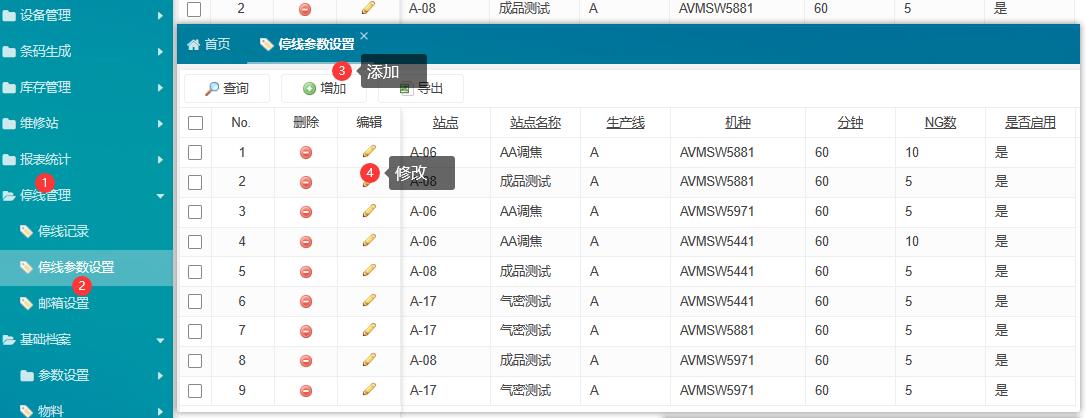 2 A-08 成品测试 A AVMSW5881 60 5 是
设备管理
条码生成
库存管理
维修站
报表统计
1
停线管理
停线记录
停线参数设置
2
邮箱设置
基础档案
参数设置
物料
首页 停线参数设置 ×
3 添加
查询 增加 导出
No. 删除 编辑 站点 站点名称 生产线 机种 分钟 NG数 是否启用
1 A-06 AA调焦 A AVMSW5881 60 10 是
4 修改
2 A-08 成品测试 A AVMSW5881 60 5 是
3 A-06 AA调焦 A AVMSW5971 60 5 是
4 A-06 AA调焦 A AVMSW5441 60 10 是
5 A-08 成品测试 A AVMSW5441 60 5 是
6 A-17 气密测试 A AVMSW5441 60 5 是
7 A-17 气密测试 A AVMSW5881 60 5 是
8 A-08 成品测试 A AVMSW5971 60 5 是
9 A-17 气密测试 A AVMSW5971 60 5 是